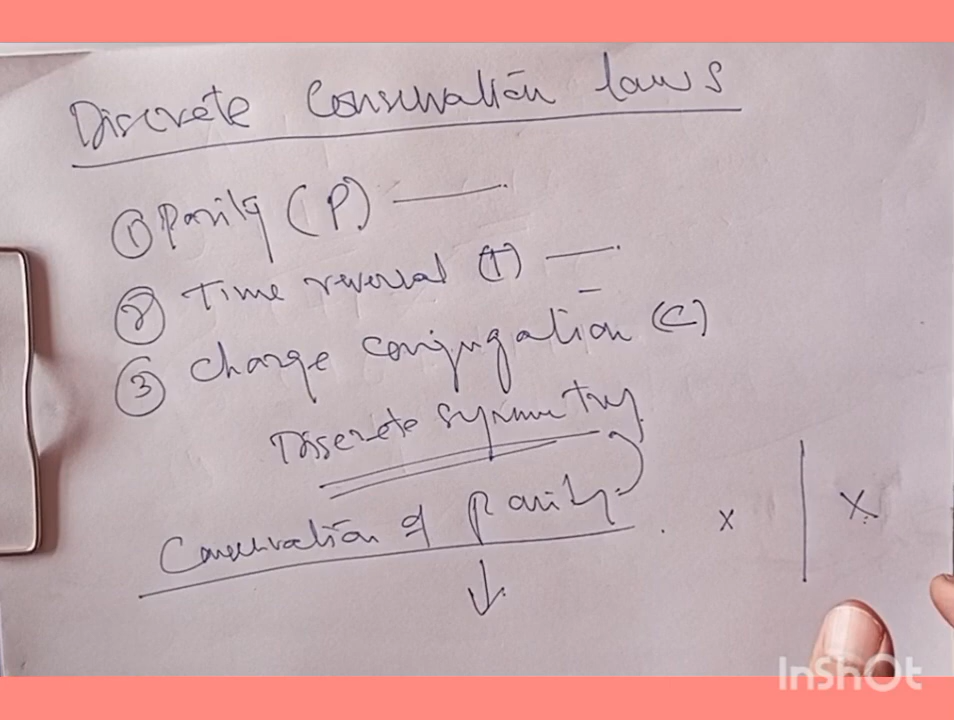 Discrete Conservation laws
① Parity (P) —
② Time reversal (T) —
③ Charge conjugation (C)
Discrete symmetry
Conservation of Parity. x | x
↓
InShOt